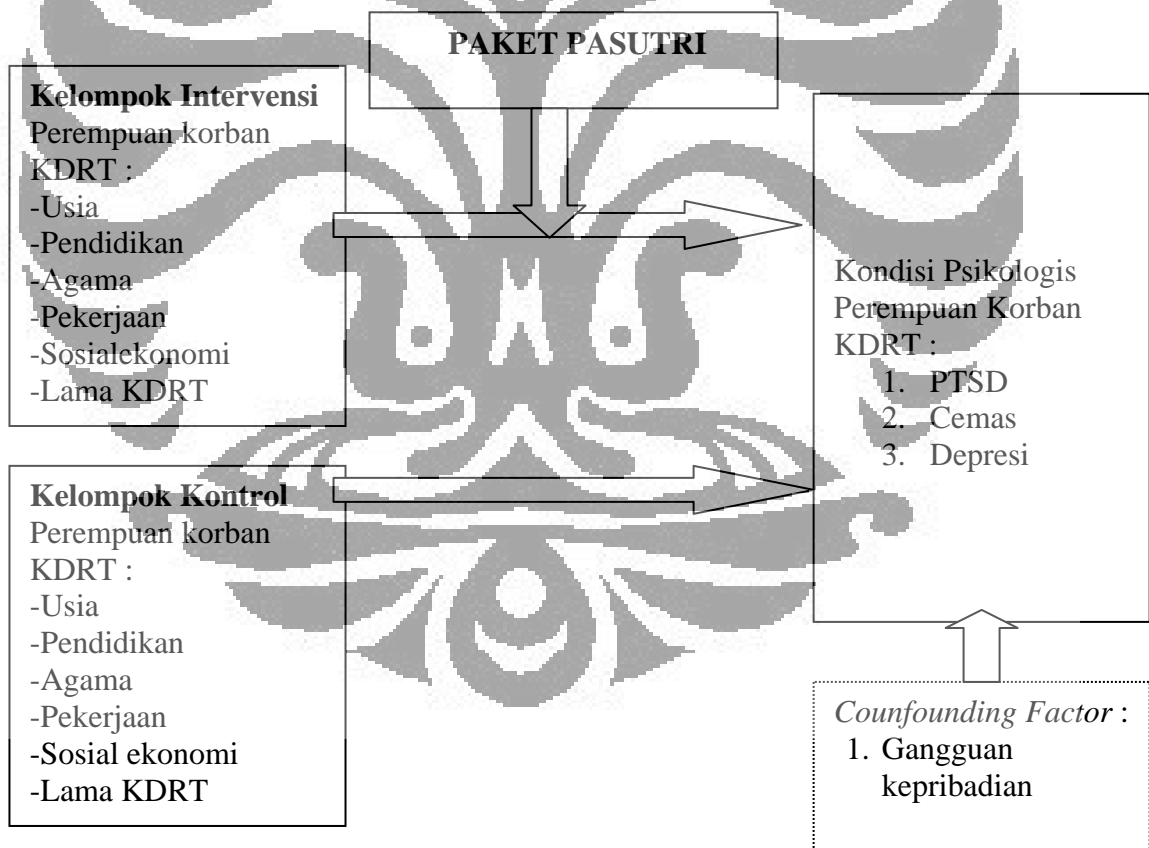 PAKET PASUTRI
Kelompok Intervensi
Perempuan korban
KDRT :
-Usia
-Pendidikan
-Agama
-Pekerjaan
-Sosialekonomi
-Lama KDRT
Kondisi Psikologis
Perempuan Korban
KDRT :
1. PTSD
2. Cemas
3. Depresi
Kelompok Kontrol
Perempuan korban
KDRT :
-Usia
-Pendidikan
-Agama
-Pekerjaan
-Sosial ekonomi
-Lama KDRT
Counfounding Factor :
1. Gangguan
kepribadian